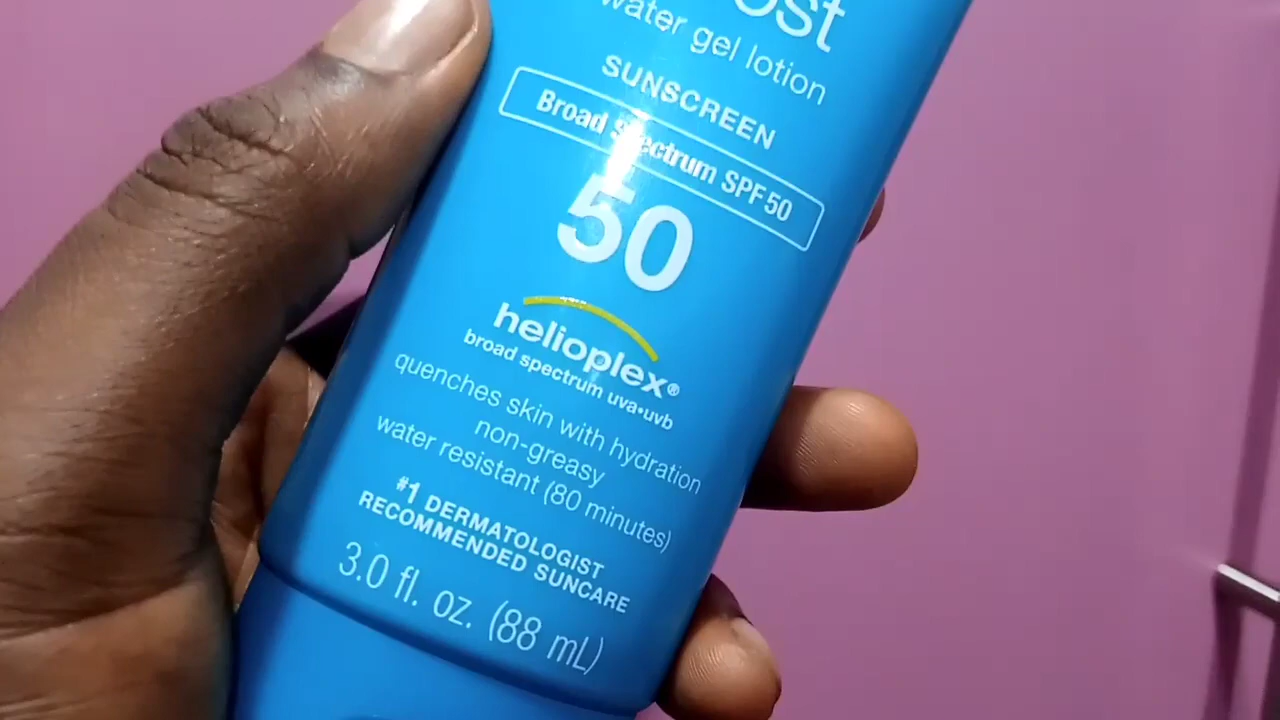 water gel lotion
SUNSCREEN
Broad Spectrum SPF 50
50
helioplex®
broad spectrum uva•uvb
quenches skin with hydration
non-greasy
water resistant (80 minutes)
#1 DERMATOLOGIST
RECOMMENDED SUNCARE
3.0 fl. oz. (88 mL)